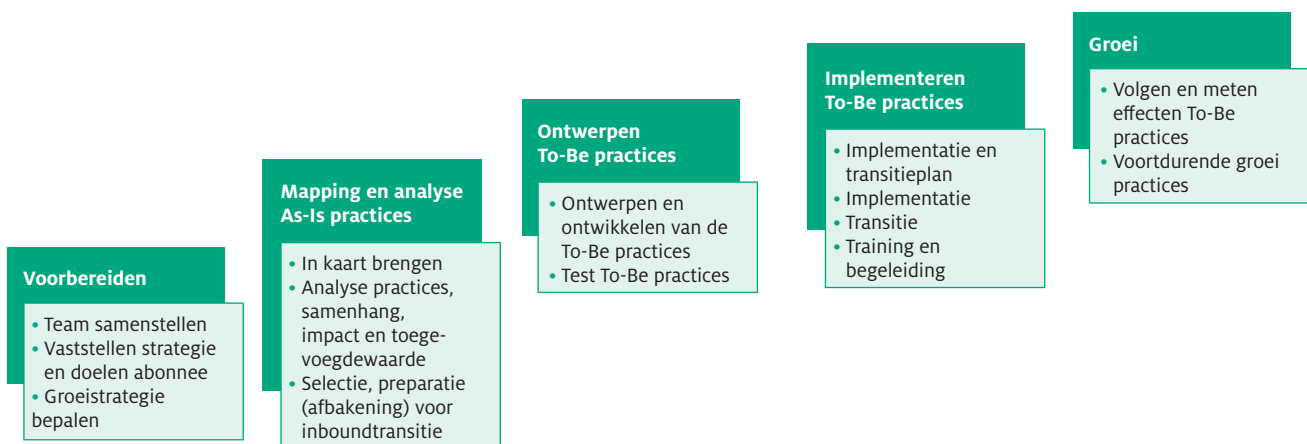 Voorbereiden
• Team samenstellen
• Vaststellen strategie
en doelen abonnee
• Groeistrategie
bepalen
Mapping en analyse
As-Is practices
• In kaart brengen
• Analyse practices,
samenhang,
impact en toege-
voegdewaarde
• Selectie, preparatie
(afbakening) voor
inboundtransitie
Ontwerpen
To-Be practices
• Ontwerpen en
ontwikkelen van de
To-Be practices
• Test To-Be practices
Implementeren
To-Be practices
• Implementatie en
transitieplan
• Implementatie
• Transitie
• Training en
begeleiding
Groei
• Volgen en meten
effecten To-Be
practices
• Voortdurende groei
practices